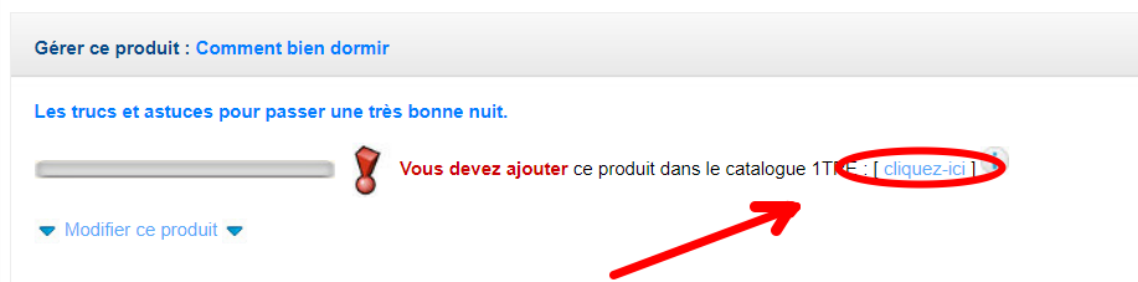 Gérer ce produit : Comment bien dormir
Les trucs et astuces pour passer une très bonne nuit.
Vous devez ajouter ce produit dans le catalogue 1TPE : [ cliquez-ici ]
Modifier ce produit